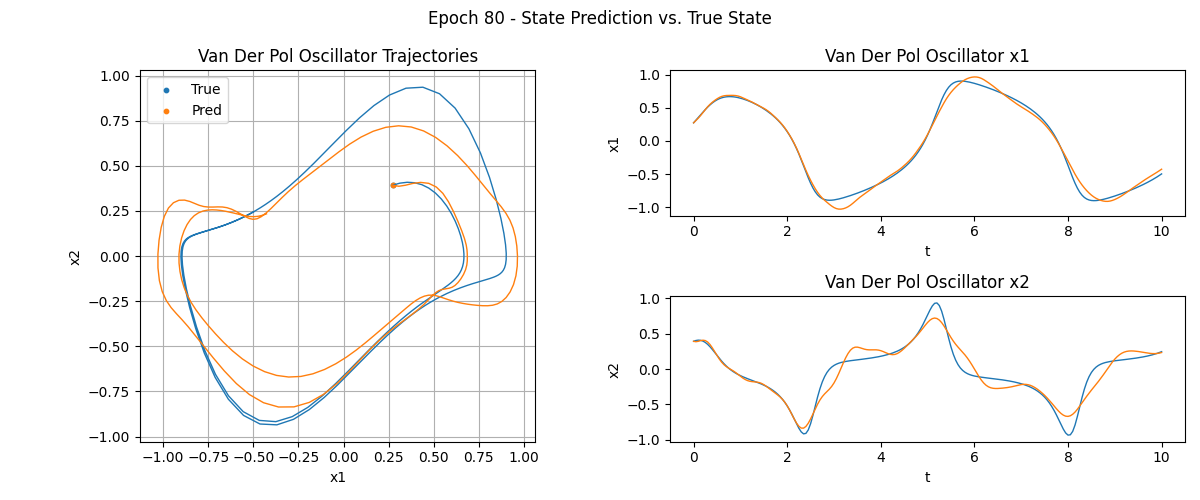 Epoch 80 - State Prediction vs. True State
Van Der Pol Oscillator Trajectories
True
Pred
1.00
0.75
0.50
0.25
0.00
−0.25
−0.50
−0.75
−1.00
x2
−1.00 −0.75 −0.50 −0.25 0.00 0.25 0.50 0.75 1.00
x1
Van Der Pol Oscillator x1
1.0
0.5
0.0
−0.5
−1.0
x1
0 2 4 6 8 10
t
Van Der Pol Oscillator x2
1.0
0.5
0.0
−0.5
−1.0
x2
0 2 4 6 8 10
t